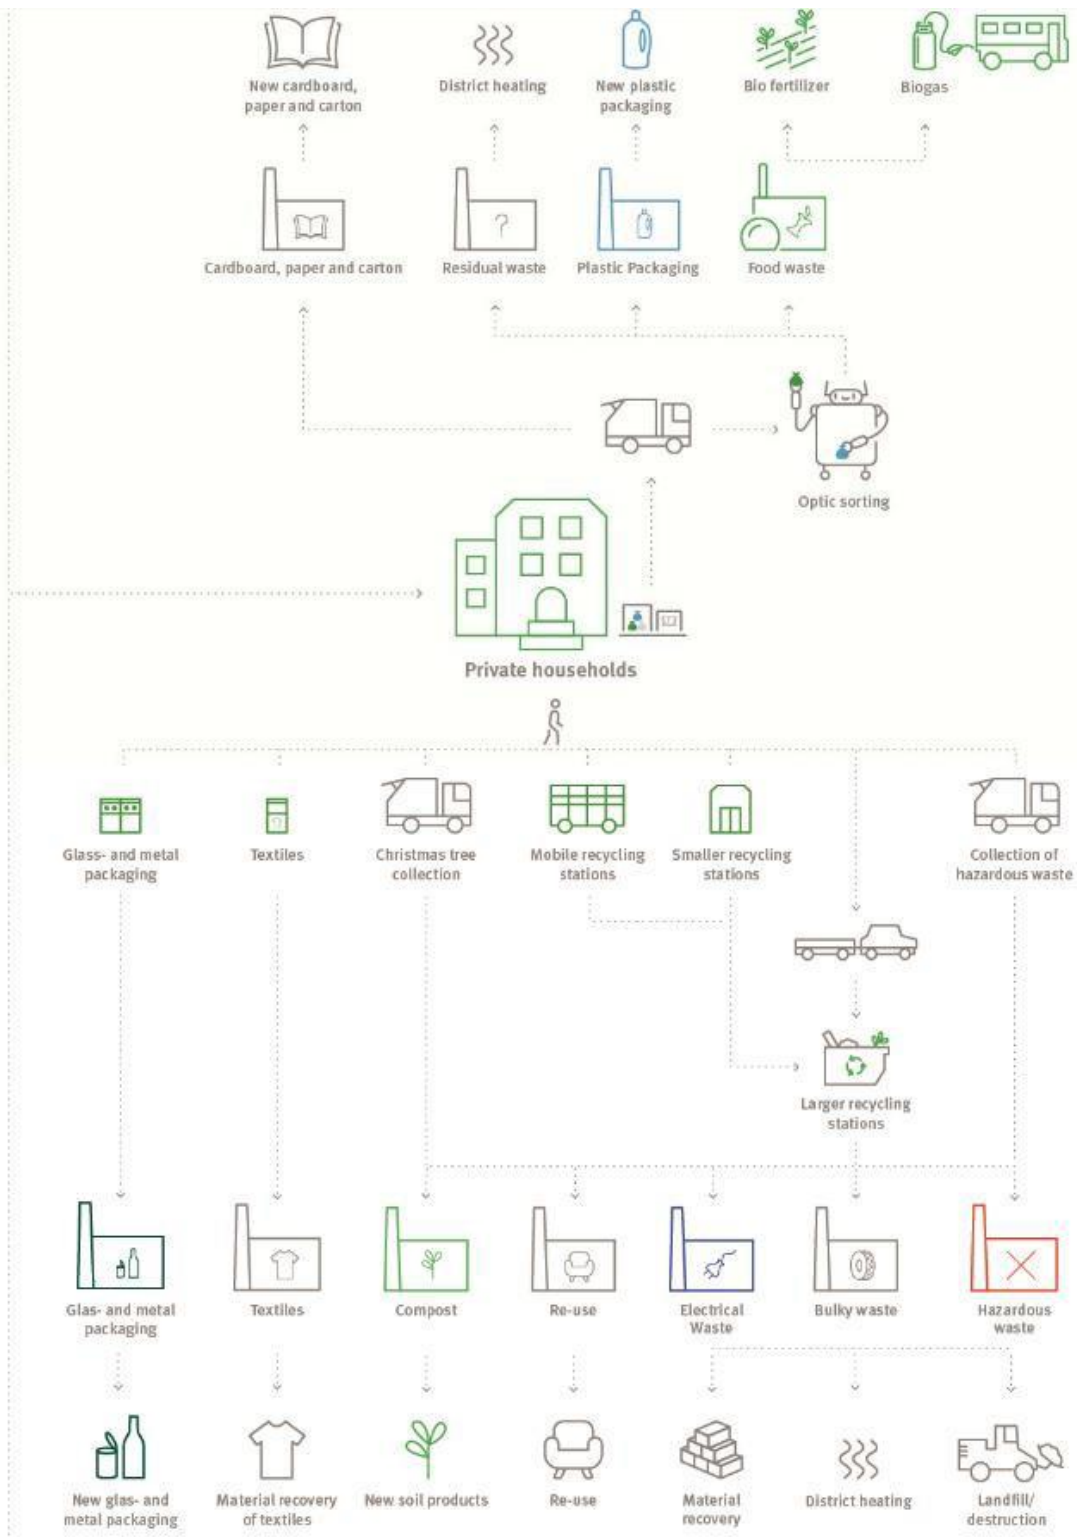 New cardboard,
paper and carton
District heating
New plastic
packaging
Bio fertilizer
Biogas
Cardboard, paper and carton
Residual waste
Plastic Packaging
Food waste
Optic sorting
Private households
Glass- and metal
packaging
Textiles
Christmas tree
collection
Mobile recycling
stations
Smaller recycling
stations
Collection of
hazardous waste
Larger recycling
stations
Glas- and metal
packaging
Textiles
Compost
Re-use
Electrical
Waste
Bulky waste
Hazardous
waste
New glas- and
metal packaging
Material recovery
of textiles
New soil products
Re-use
Material
recovery
District heating
Landfill/
destruction